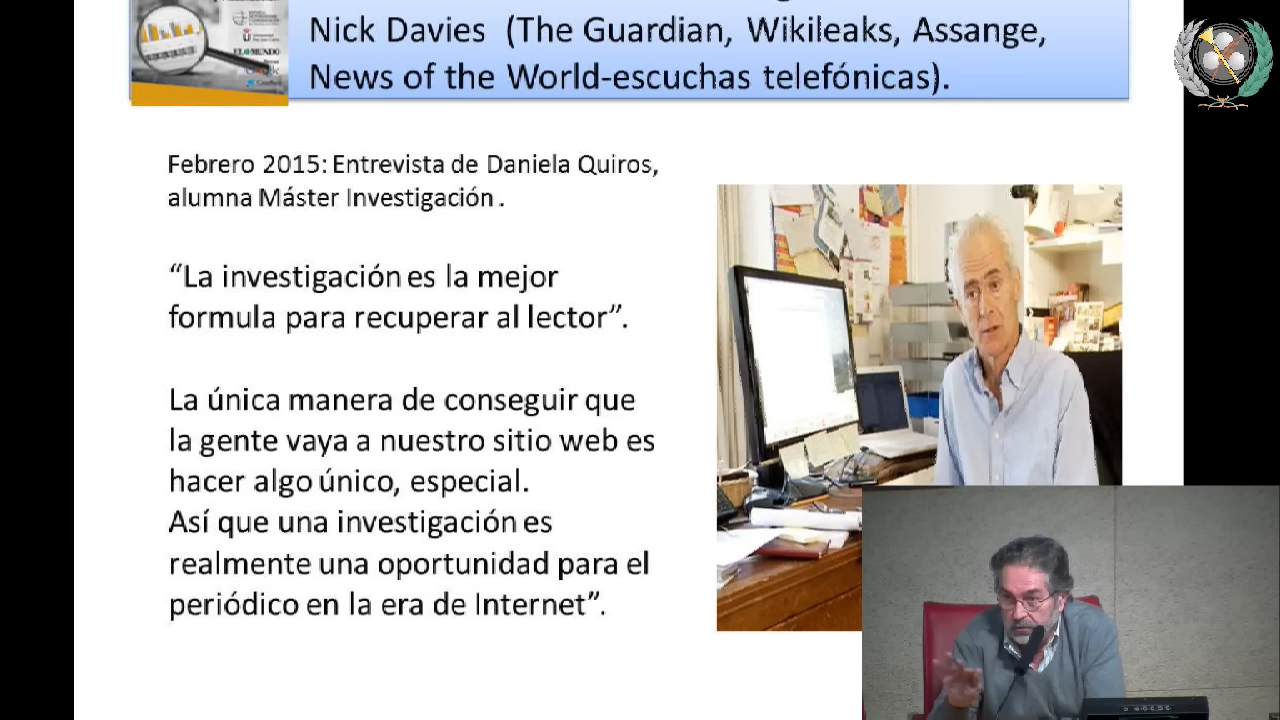 Nick Davies (The Guardian, Wikileaks, Assange,
News of the World-escuchas telefónicas).
EL MUNDO
Google
Febrero 2015: Entrevista de Daniela Quiros,
alumna Máster Investigación .
“La investigación es la mejor
formula para recuperar al lector”.
La única manera de conseguir que
la gente vaya a nuestro sitio web es
hacer algo único, especial.
Así que una investigación es
realmente una oportunidad para el
periódico en la era de Internet”.